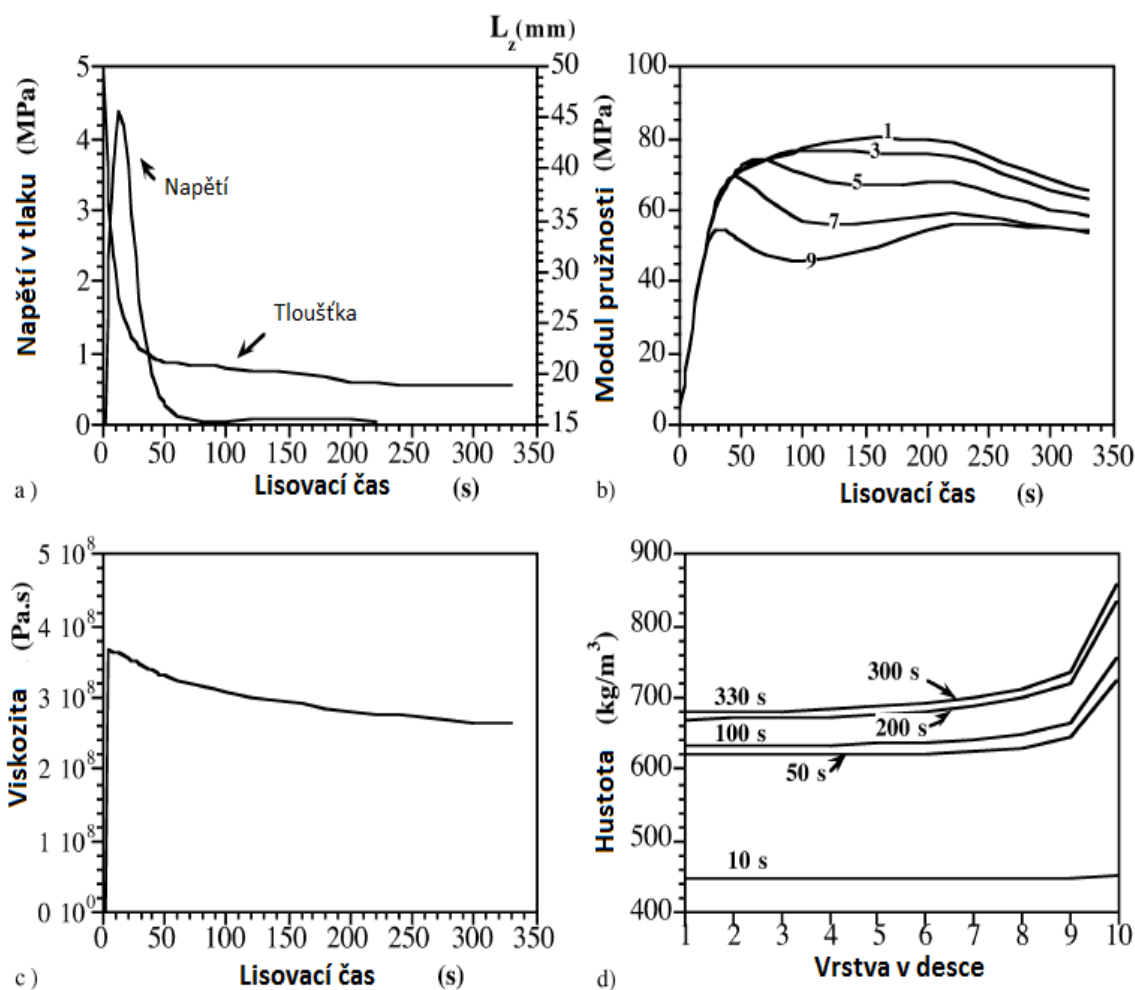 L_z (mm)
5
4
3
2
1
0
Napětí v tlaku (MPa)
50
45
40
35
30
25
20
15
Napětí
Tloušťka
0 50 100 150 200 250 300 350
Lisovací čas (s)
a)
100
80
60
40
20
0
Modul pružnosti (MPa)
1
3
5
7
9
0 50 100 150 200 250 300 350
Lisovací čas (s)
b)
5 10^8
4 10^8
3 10^8
2 10^8
1 10^8
0 10^0
Viskozita (Pa.s)
0 50 100 150 200 250 300 350
Lisovací čas (s)
c)
900
800
700
600
500
400
Hustota (kg/m³)
300 s
330 s
200 s
100 s
50 s
10 s
1 2 3 4 5 6 7 8 9 10
Vrstva v desce
d)